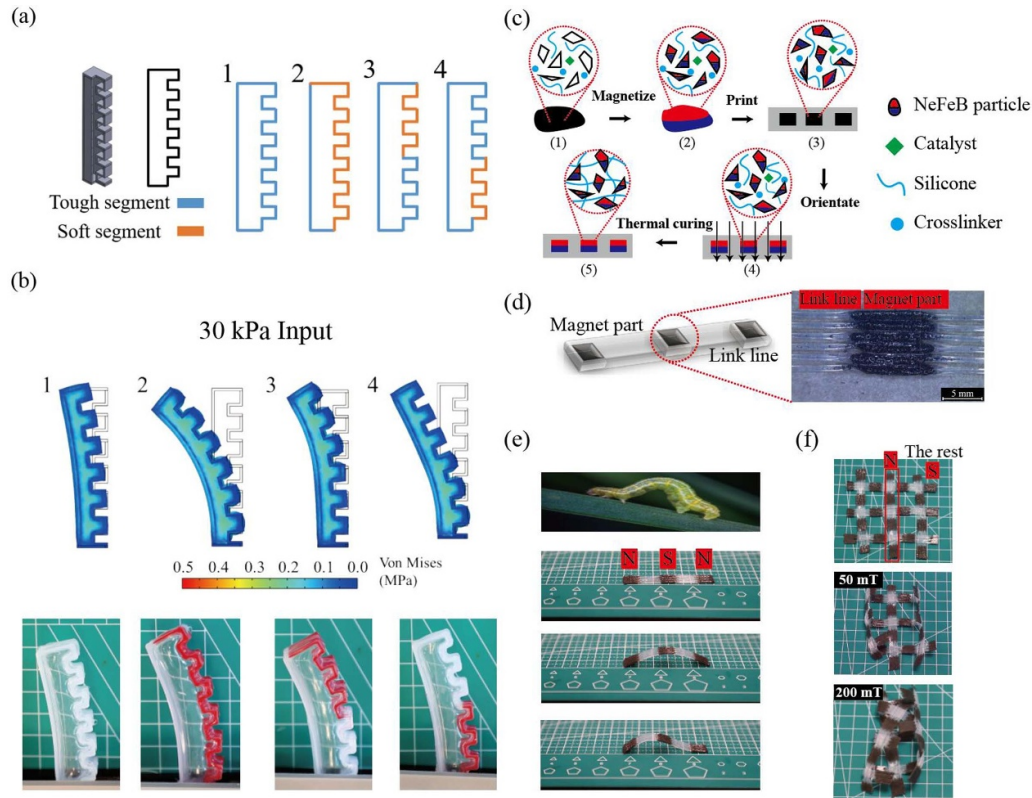 (a)
1 2 3 4
Tough segment
Soft segment
(b)
30 kPa Input
1 2 3 4
0.5 0.4 0.3 0.2 0.1 0.0
Von Mises
(MPa)
(c)
Magnetize
Print
(1) (2) (3)
NeFeB particle
Catalyst
Silicone
Crosslinker
Orientate
Thermal curing
(5) (4)
(d)
Magnet part
Link line
Link line Magnet part
5 mm
(e)
N S N
(f)
The rest
N
S
50 mT
200 mT